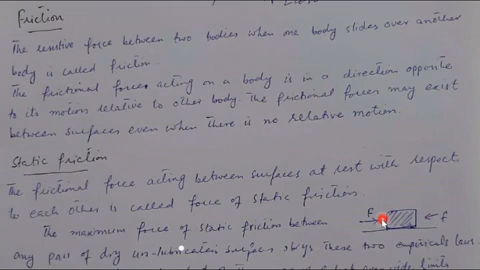 Friction
The resistive force between two bodies when one body slides over another
body is called friction.
The frictional forces acting on a body is in a direction opposite
to its motion relative to other body. The frictional forces may exist
between surfaces even when there is no relative motion.
Static friction
The frictional force acting between surfaces at rest with respect
to each other is called force of static friction.
The maximum force of static friction between
F f
any pair of dry un-lubricated surfaces obeys these two empirical laws.
limits